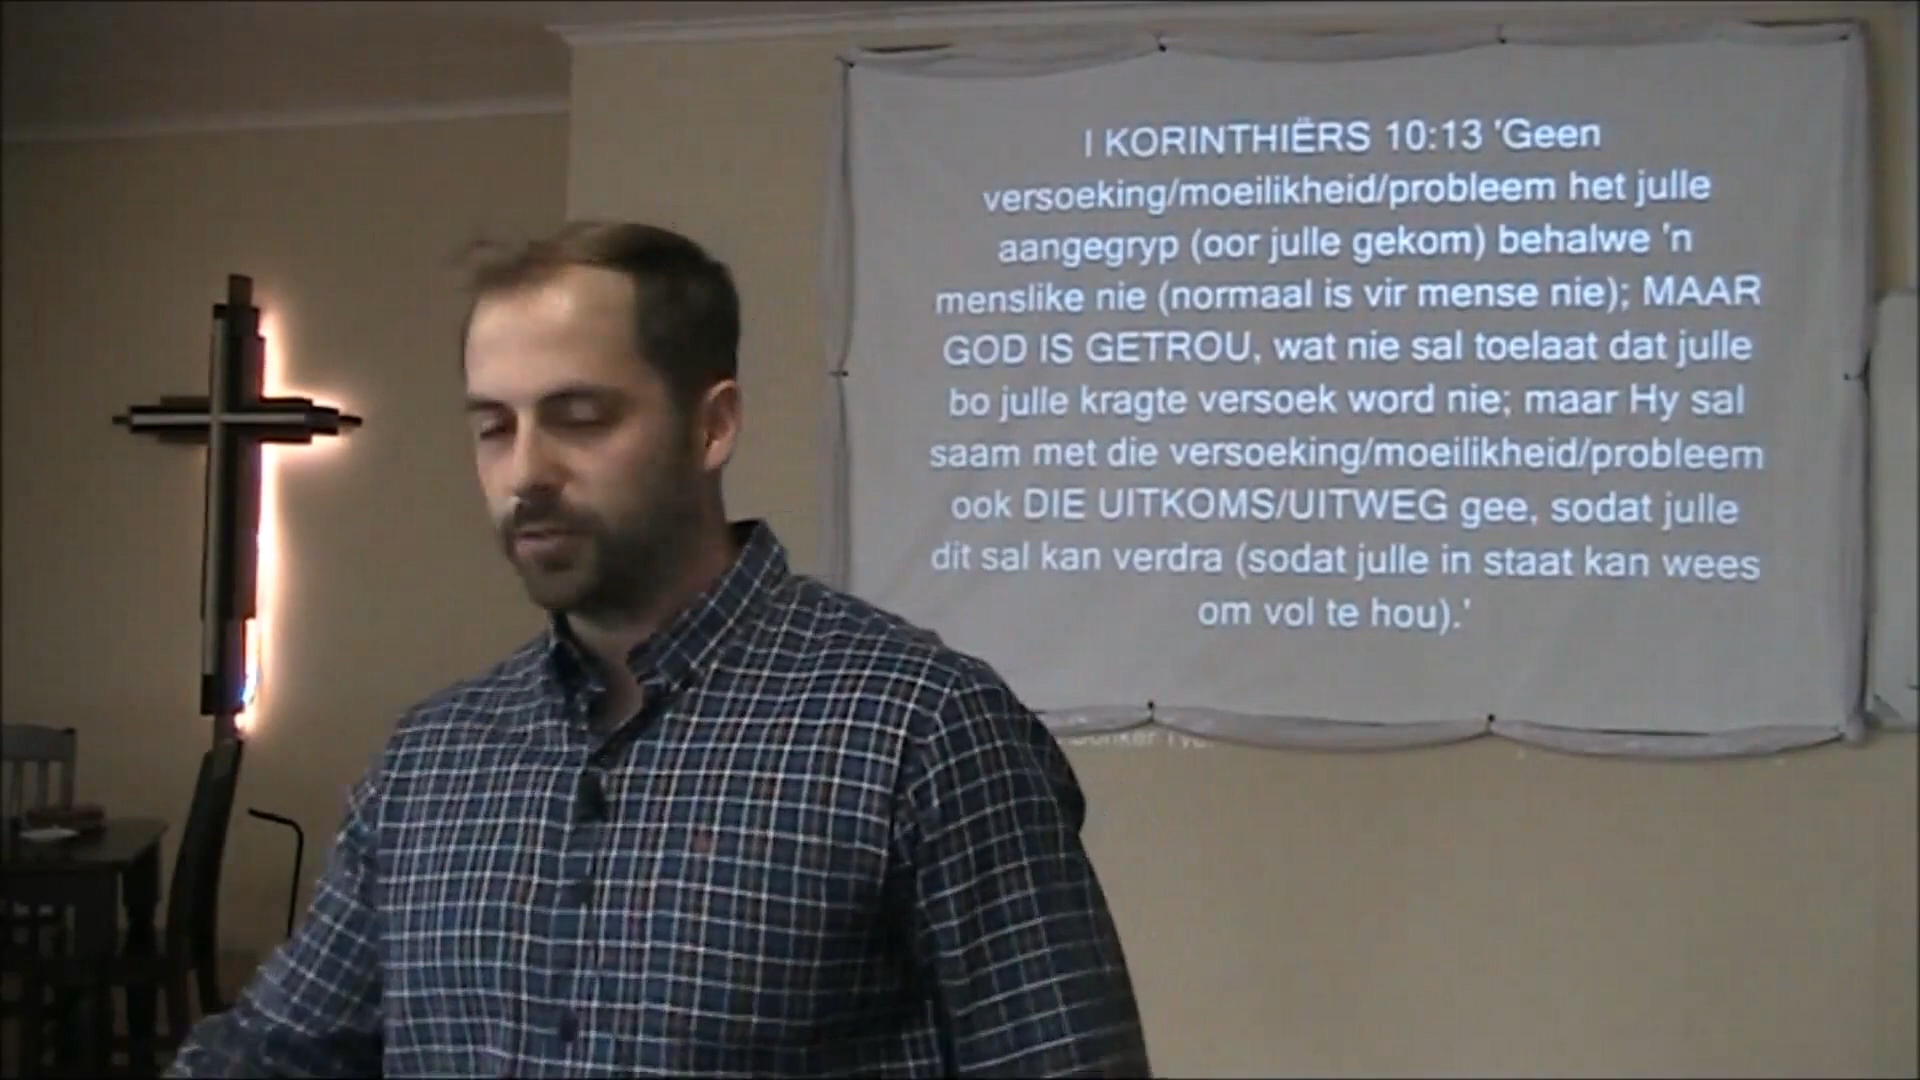 I KORINTHIËRS 10:13 'Geen
versoeking/moeilikheid/probleem het julle
aangegryp (oor julle gekom) behalwe 'n
menslike nie (normaal is vir mense nie); MAAR
GOD IS GETROU, wat nie sal toelaat dat julle
bo julle kragte versoek word nie; maar Hy sal
saam met die versoeking/moeilikheid/probleem
ook DIE UITKOMS/UITWEG gee, sodat julle
dit sal kan verdra (sodat julle in staat kan wees
om vol te hou).'